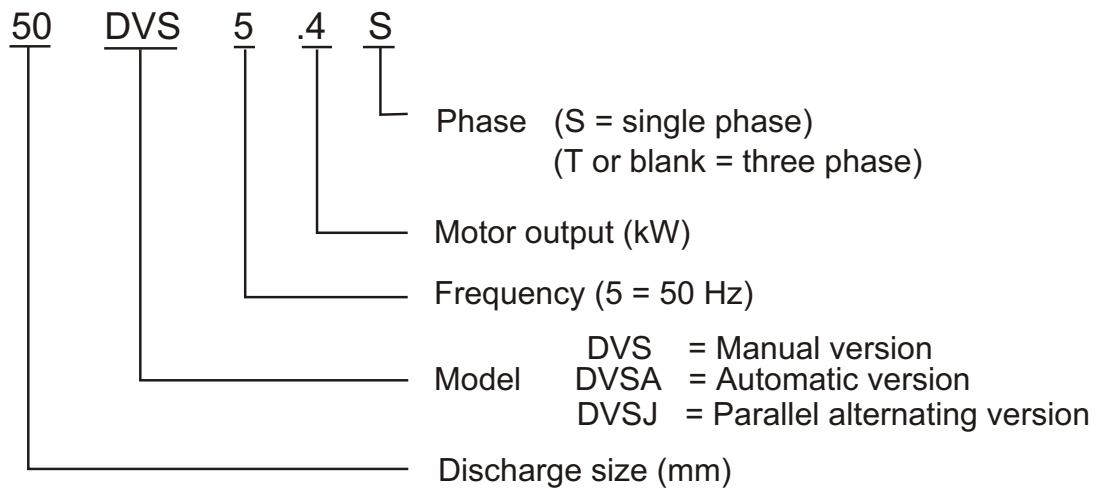 50 DVS 5 .4 S
Phase (S = single phase)
(T or blank = three phase)
Motor output (kW)
Frequency (5 = 50 Hz)
DVS = Manual version
Model DVSA = Automatic version
DVSJ = Parallel alternating version
Discharge size (mm)